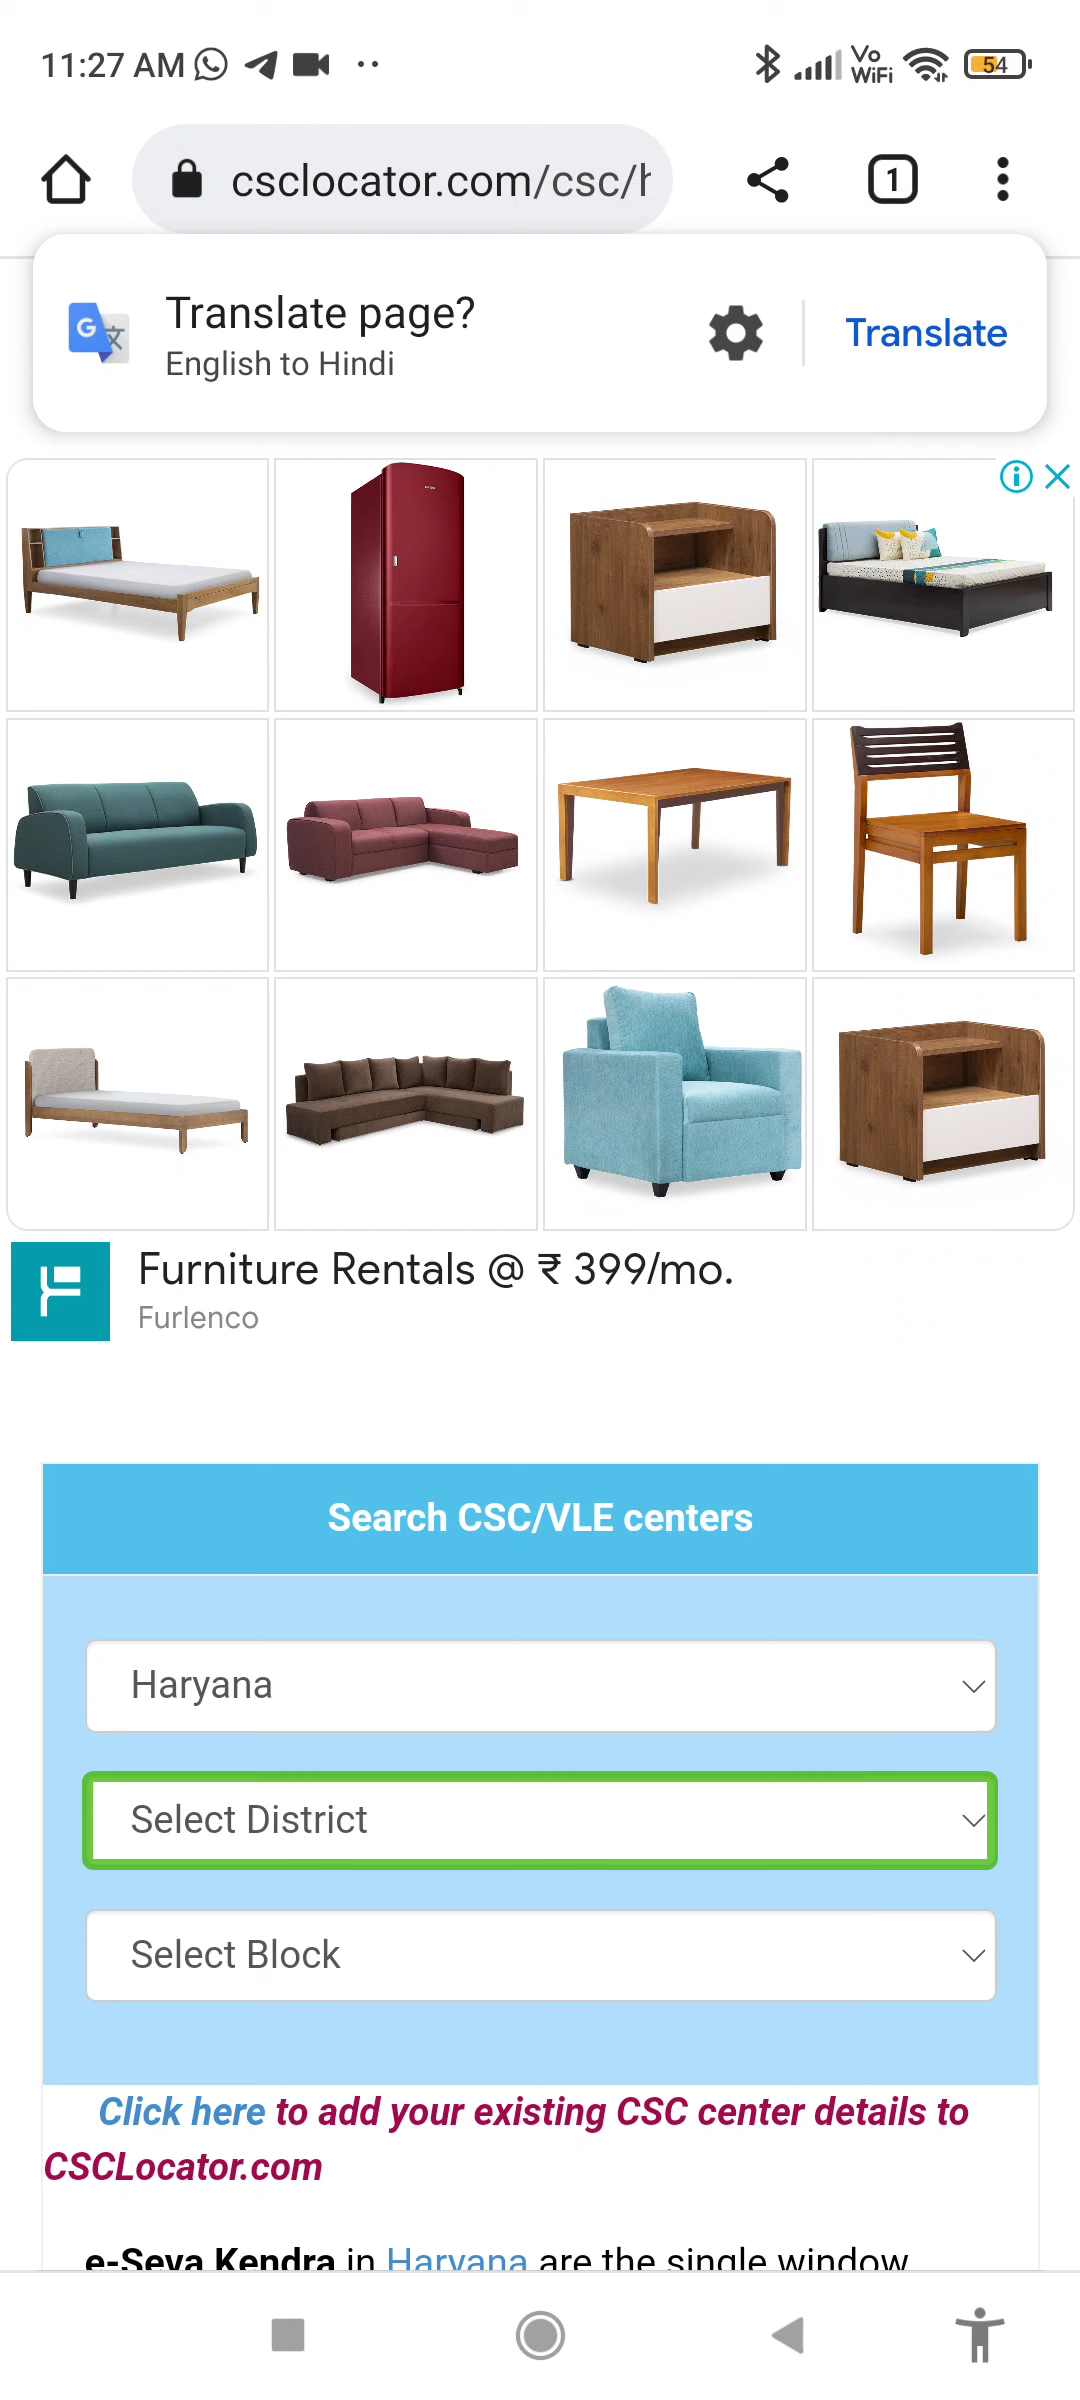 11:27 AM
Vo
WiFi
54
csclocator.com/csc/h
1
Translate page?
English to Hindi
Translate
Furniture Rentals @ ₹ 399/mo.
Furlenco
Search CSC/VLE centers
Haryana
Select District
Select Block
Click here to add your existing CSC center details to
CSCLocator.com
e-Seva Kendra in Haryana are the single window